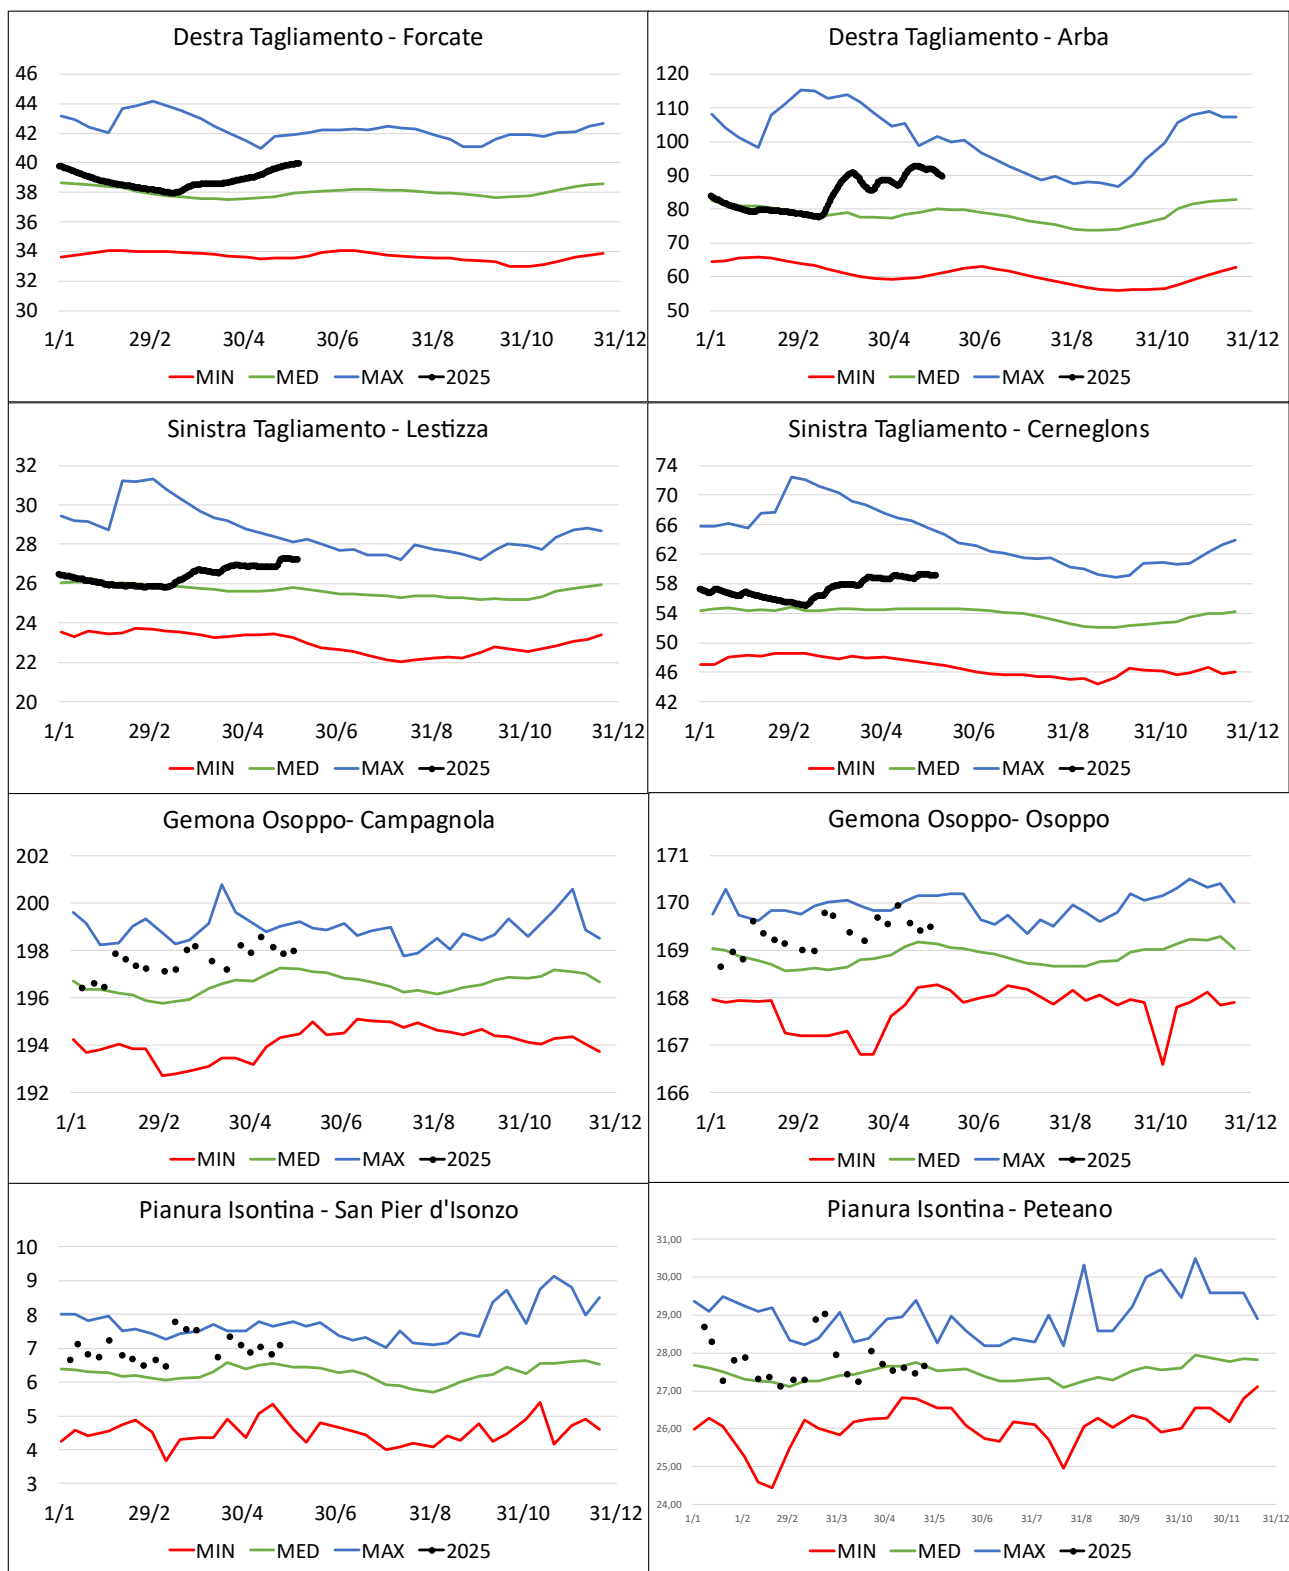 Destra Tagliamento - Forcate
46
44
42
40
38
36
34
32
30
1/1 29/2 30/4 30/6 31/8 31/10 31/12
MIN MED MAX 2025
Destra Tagliamento - Arba
120
110
100
90
80
70
60
50
1/1 29/2 30/4 30/6 31/8 31/10 31/12
MIN MED MAX 2025
Sinistra Tagliamento - Lestizza
32
30
28
26
24
22
20
1/1 29/2 30/4 30/6 31/8 31/10 31/12
MIN MED MAX 2025
Sinistra Tagliamento - Cerneglons
74
70
66
62
58
54
50
46
42
1/1 29/2 30/4 30/6 31/8 31/10 31/12
MIN MED MAX 2025
Gemona Osoppo- Campagnola
202
200
198
196
194
192
1/1 29/2 30/4 30/6 31/8 31/10 31/12
MIN MED MAX 2025
Gemona Osoppo- Osoppo
171
170
169
168
167
166
1/1 29/2 30/4 30/6 31/8 31/10 31/12
MIN MED MAX 2025
Pianura Isontina - San Pier d'Isonzo
10
9
8
7
6
5
4
3
1/1 29/2 30/4 30/6 31/8 31/10 31/12
MIN MED MAX 2025
Pianura Isontina - Peteano
31,00
30,00
29,00
28,00
27,00
26,00
25,00
24,00
1/1 1/2 29/2 31/3 30/4 31/5 30/6 31/7 31/8 30/9 31/10 30/11 31/12
MIN MED MAX 2025